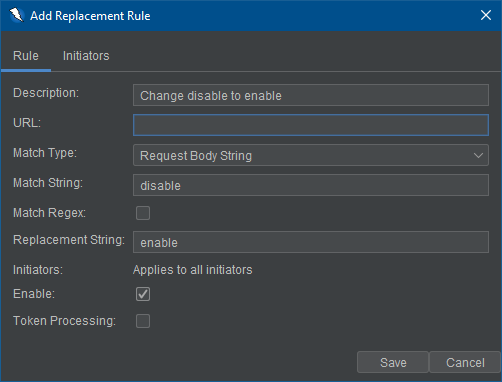 Add Replacement Rule
Rule Initiators
Description: Change disable to enable
URL:
Match Type: Request Body String
Match String: disable
Match Regex:
Replacement String: enable
Initiators: Applies to all initiators
Enable:
Token Processing:
Save Cancel